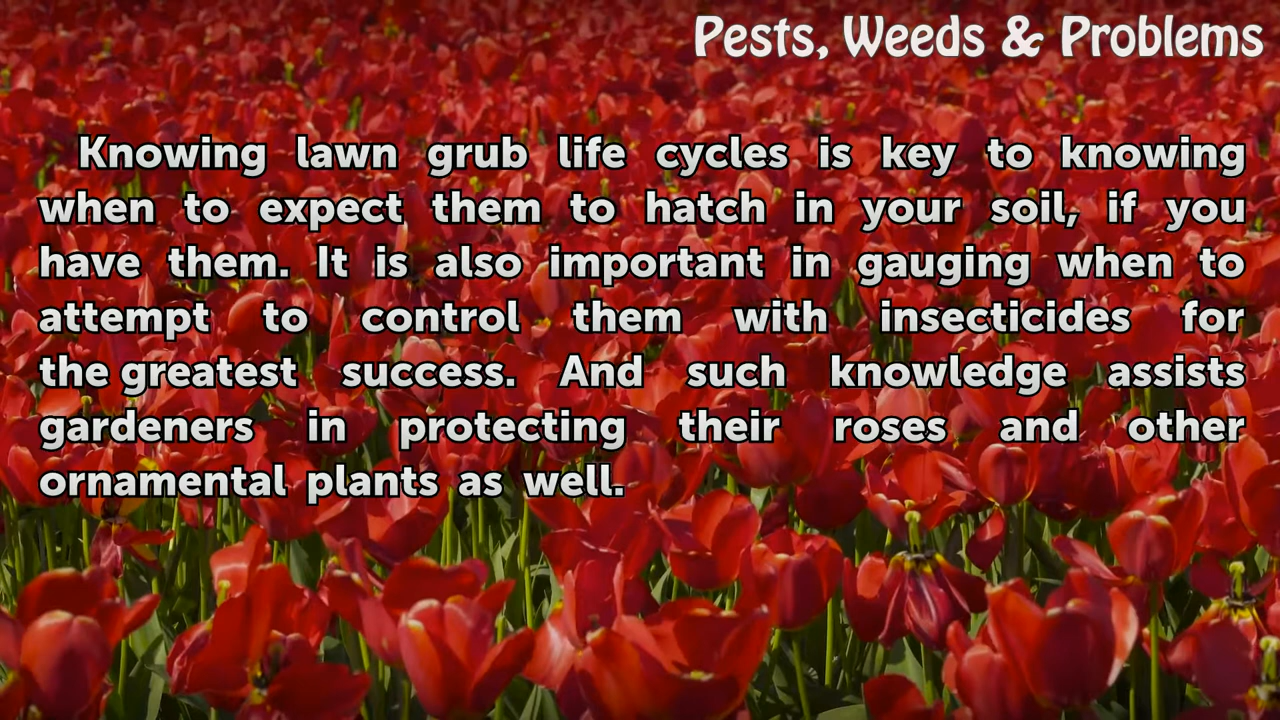 Pests, Weeds & Problems
Knowing lawn grub life cycles is key to knowing
when to expect them to hatch in your soil, if you
have them. It is also important in gauging when to
attempt to control them with insecticides for
the greatest success. And such knowledge assists
gardeners in protecting their roses and other
ornamental plants as well.